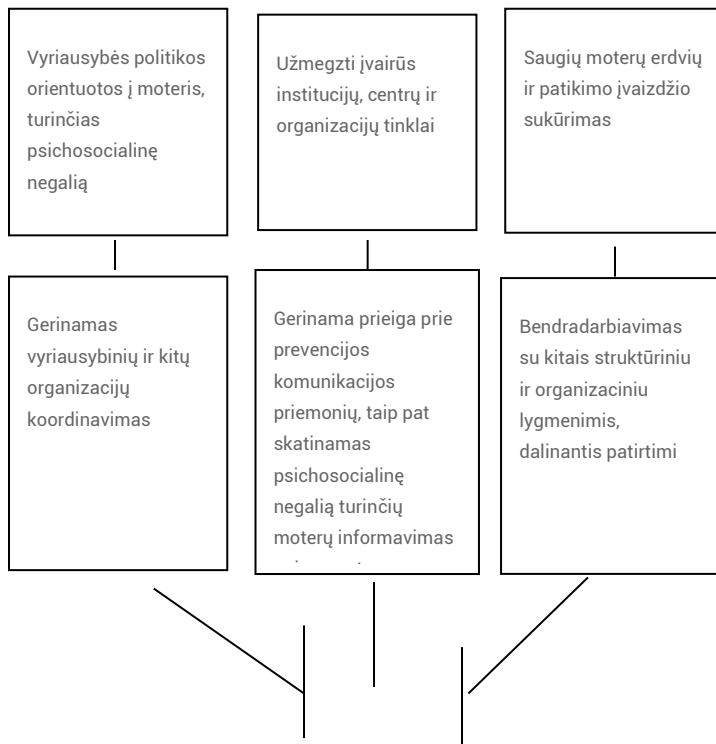 Vyriausybės politikos
orientuotos į moteris,
turinčias
psichosocialinę
negalią
Užmegzti įvairūs
institucijų, centrų ir
organizacijų tinklai
Saugių moterų erdvių
ir patikimo įvaizdžio
sukūrimas
Gerinamas
vyriausybinių ir kitų
organizacijų
koordinavimas
Gerinama prieiga prie
prevencijos
komunikacijos
priemonių, taip pat
skatinamas
psichosocialinę
negalią turinčių
moterų informavimas
Bendradarbiavimas
su kitais struktūriniu
ir organizaciniu
lygmenimis,
dalinantis patirtimi